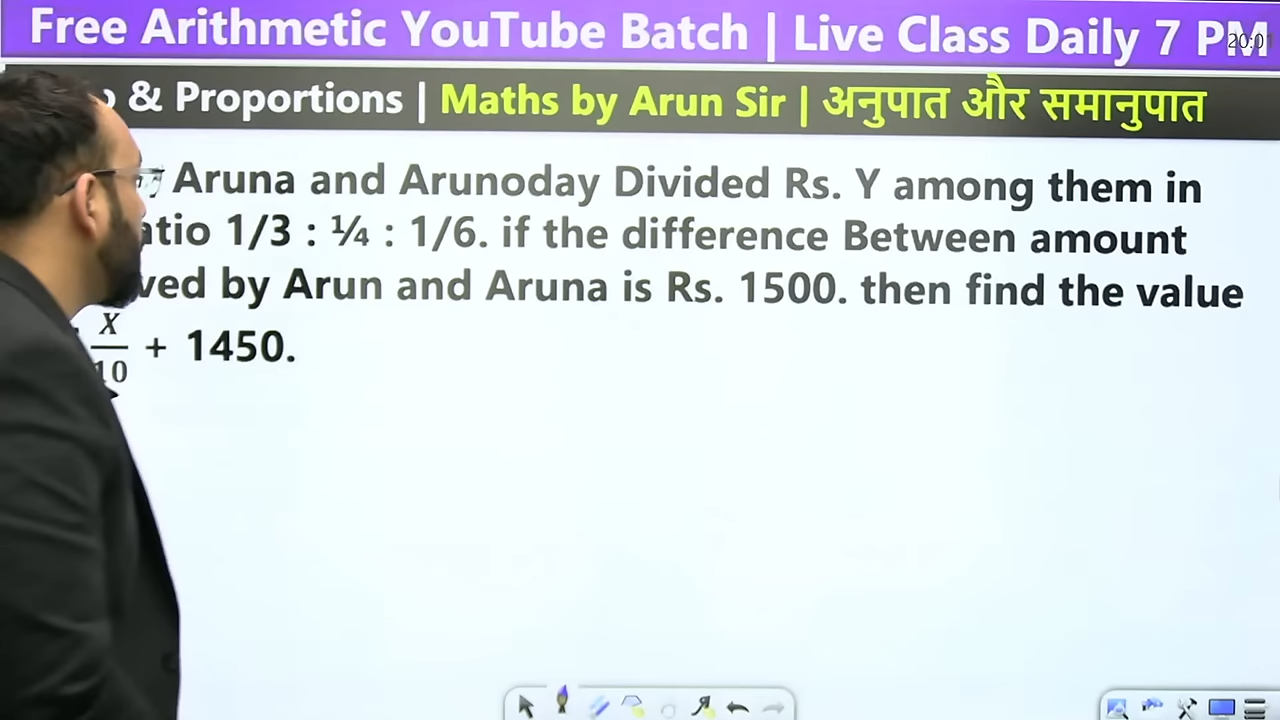 Free Arithmetic YouTube Batch | Live Class Daily 7 PM
20:01
& Proportions | Maths by Arun Sir | अनुपात और समानुपात
Aruna and Arunoday Divided Rs. Y among them in
1/3 : ¼ : 1/6. if the difference Between amount
by Arun and Aruna is Rs. 1500. then find the value
X
10
+ 1450.